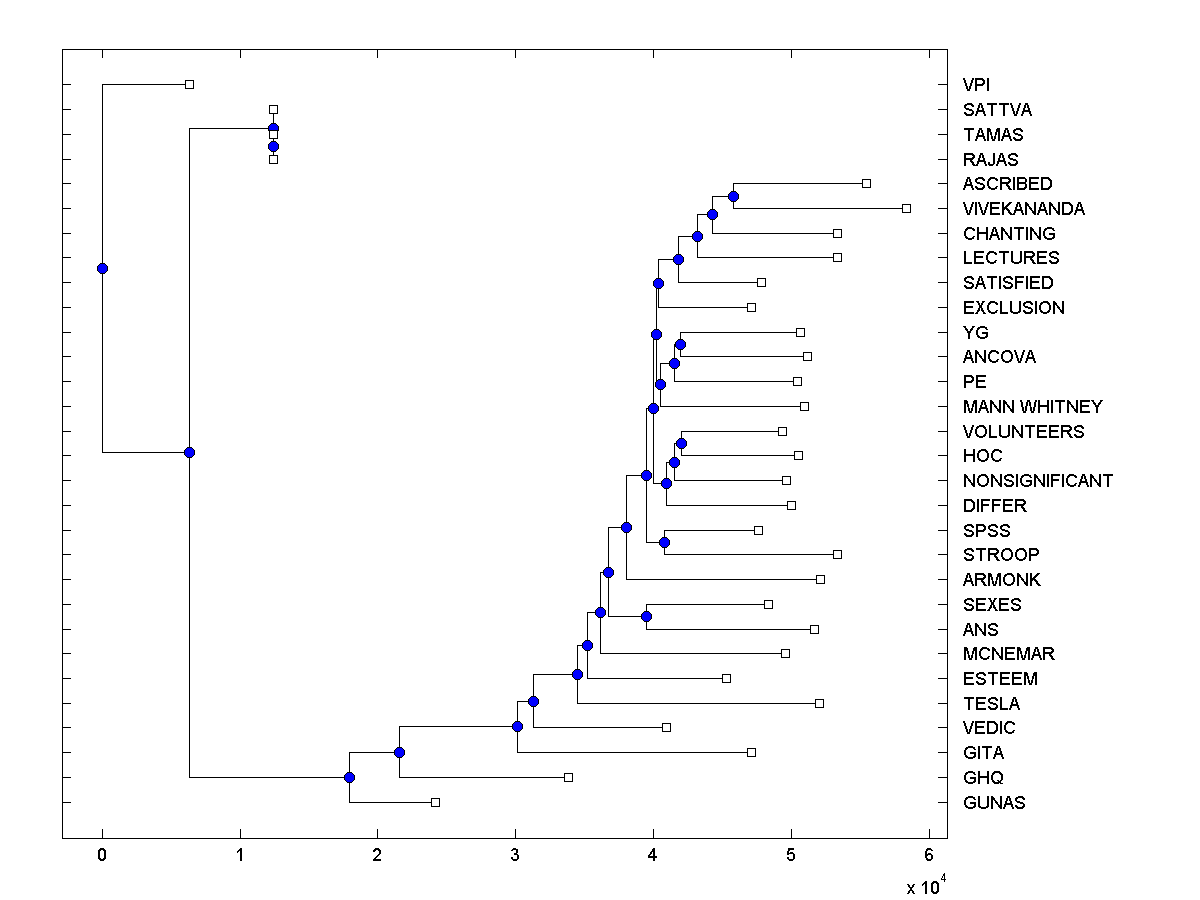 VPI
SATTVA
TAMAS
RAJAS
ASCRIBED
VIVEKANANDA
CHANTING
LECTURES
SATISFIED
EXCLUSION
YG
ANCOVA
PE
MANN WHITNEY
VOLUNTEERS
HOC
NONSIGNIFICANT
DIFFER
SPSS
STROOP
ARMONK
SEXES
ANS
MCNEMAR
ESTEEM
TESLA
VEDIC
GITA
GHQ
GUNAS
0 1 2 3 4 5 6
x 10^4